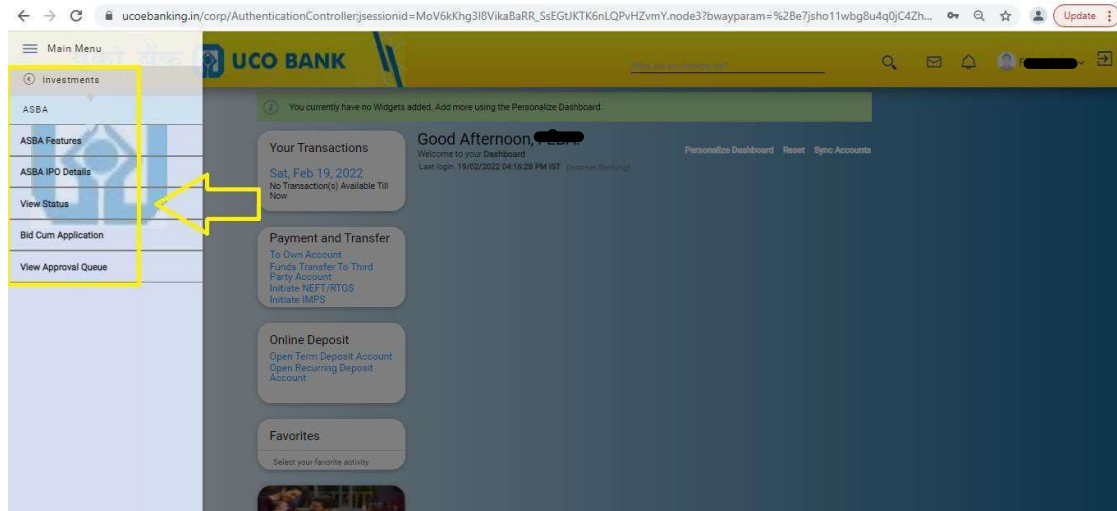 ucoebanking.in/corp/AuthenticationController;jsessionid=MoV6kKhg3I8VikaBaRR_SsEGtJKTK6nLQPvHZvmY.node3?bwayparam=%2Be7jsho11wbg8u4q0jC4Zh...
Update
Main Menu
UCO BANK
Investments
ASBA
You currently have no Widgets added. Add more using the Personalize Dashboard.
ASBA Features
ASBA IPO Details
View Status
Bid Cum Application
View Approval Queue
Your Transactions
Sat, Feb 19, 2022
No Transaction(s) Available Till
Now
Good Afternoon,
Welcome to your Dashboard
Last login 19/02/2022 04:16:28 PM IST (Internet Banking)
Personalize Dashboard Reset Sync Accounts
Payment and Transfer
To Own Account
Funds Transfer To Third
Party Account
Initiate NEFT/RTGS
Initiate IMPS
Online Deposit
Open Term Deposit Account
Open Recurring Deposit
Account
Favorites
Select your favorite activity